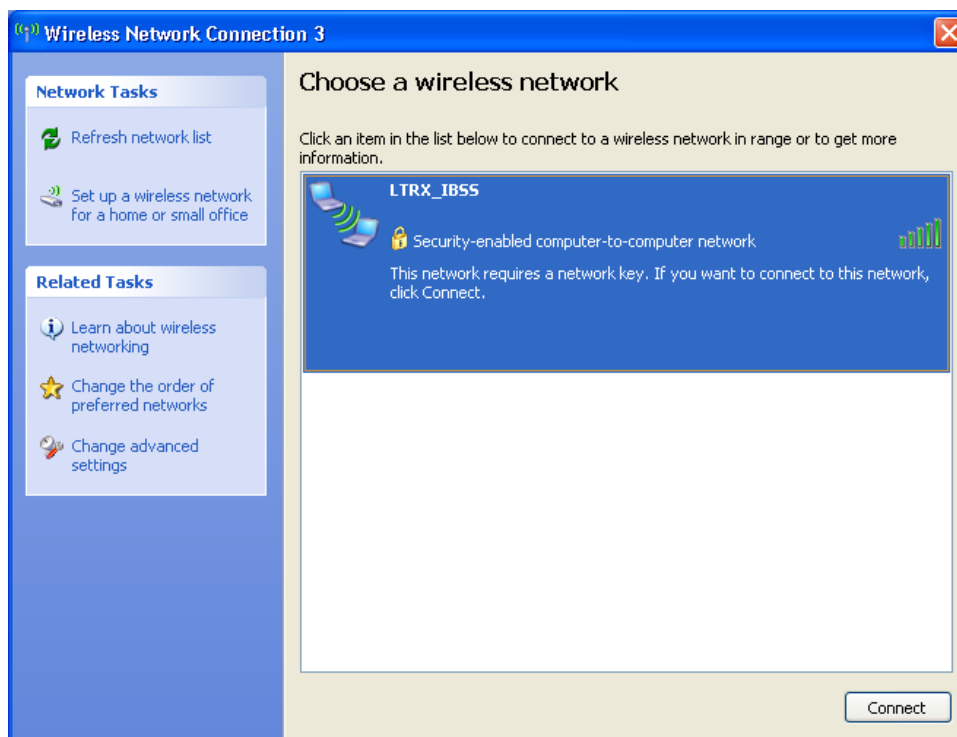 Wireless Network Connection 3
Network Tasks
Refresh network list
Set up a wireless network
for a home or small office
Related Tasks
Learn about wireless
networking
Change the order of
preferred networks
Change advanced
settings
Choose a wireless network
Click an item in the list below to connect to a wireless network in range or to get more
information.
LTRX_IBSS
Security-enabled computer-to-computer network
This network requires a network key. If you want to connect to this network,
click Connect.
Connect